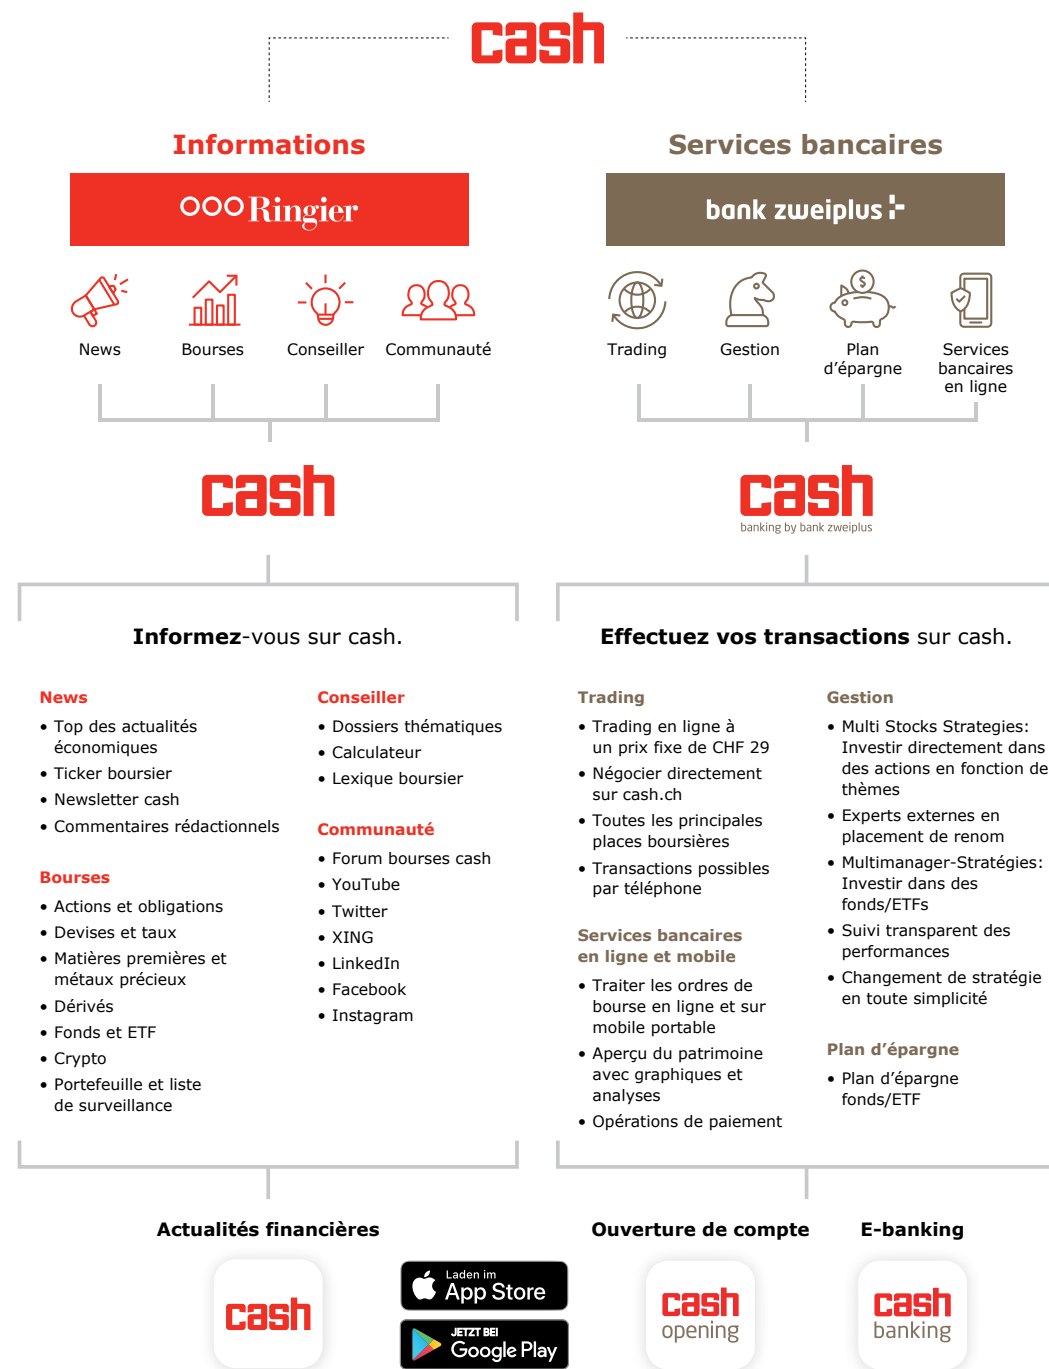 cash
Informations
Ringier
News
Bourses
Conseiller
Communauté
cash
Services bancaires
bank zweiplus
Trading
Gestion
Plan
d’épargne
Services
bancaires
en ligne
cash
banking by bank zweiplus
Informez-vous sur cash.
News
• Top des actualités
économiques
• Ticker boursier
• Newsletter cash
• Commentaires rédactionnels
Bourses
• Actions et obligations
• Devises et taux
• Matières premières et
métaux précieux
• Dérivés
• Fonds et ETF
• Crypto
• Portefeuille et liste
de surveillance
Conseiller
• Dossiers thématiques
• Calculateur
• Lexique boursier
Communauté
• Forum bourses cash
• YouTube
• Twitter
• XING
• LinkedIn
• Facebook
• Instagram
Effectuez vos transactions sur cash.
Trading
• Trading en ligne à
un prix fixe de CHF 29
• Négocier directement
sur cash.ch
• Toutes les principales
places boursières
• Transactions possibles
par téléphone
Services bancaires
en ligne et mobile
• Traiter les ordres de
bourse en ligne et sur
mobile portable
• Aperçu du patrimoine
avec graphiques et
analyses
• Opérations de paiement
Gestion
• Multi Stocks Strategies:
Investir directement dans
des actions en fonction de
thèmes
• Experts externes en
placement de renom
• Multimanager-Stratégies:
Investir dans des
fonds/ETFs
• Suivi transparent des
performances
• Changement de stratégie
en toute simplicité
Plan d’épargne
• Plan d’épargne
fonds/ETF
Actualités financières
cash
Laden im
App Store
JETZT BEI
Google Play
Ouverture de compte
cash
opening
E-banking
cash
banking